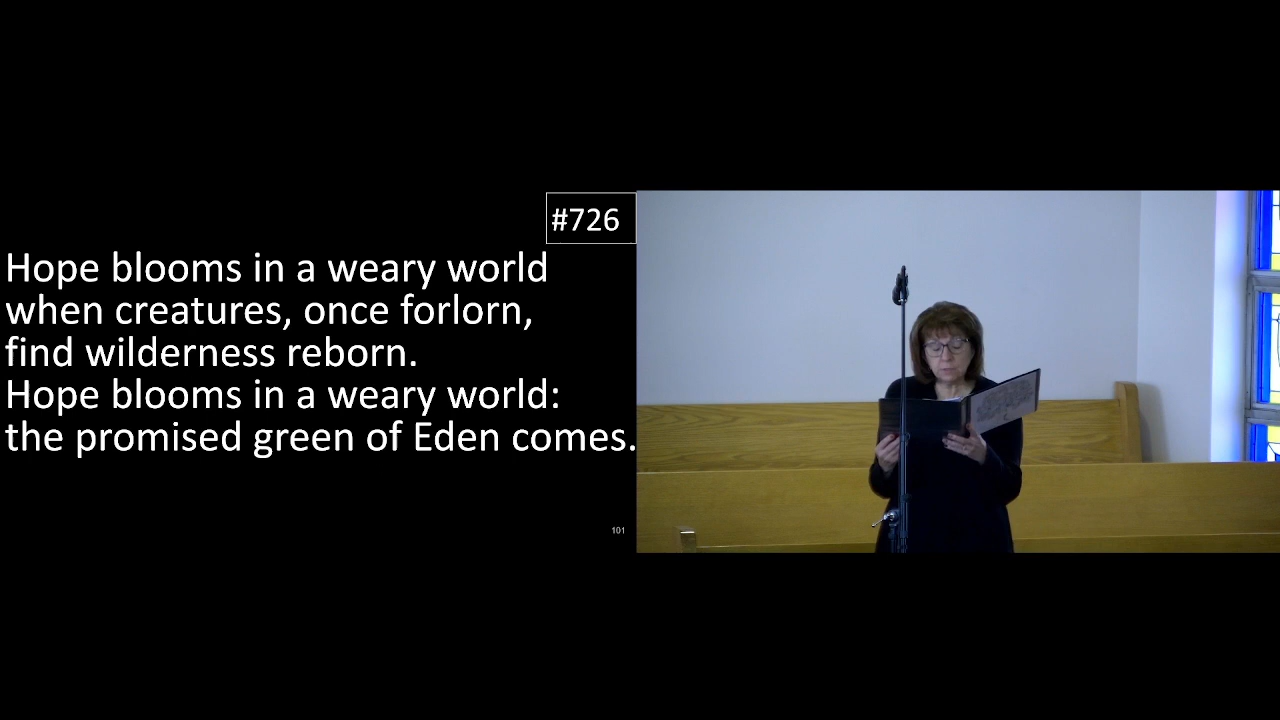 #726
Hope blooms in a weary world
when creatures, once forlorn,
find wilderness reborn.
Hope blooms in a weary world:
the promised green of Eden comes.
101